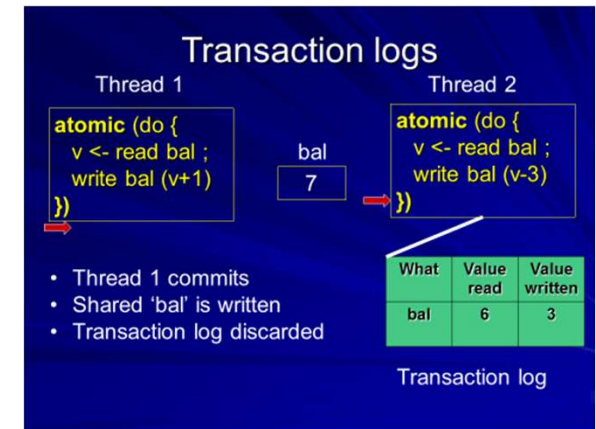 Transaction logs
Thread 1
atomic (do {
v <- read bal ;
write bal (v+1)
})
bal
7
Thread 2
atomic (do {
v <- read bal ;
write bal (v-3)
})
• Thread 1 commits
• Shared ‘bal’ is written
• Transaction log discarded
What Value read Value written
bal 6 3
Transaction log